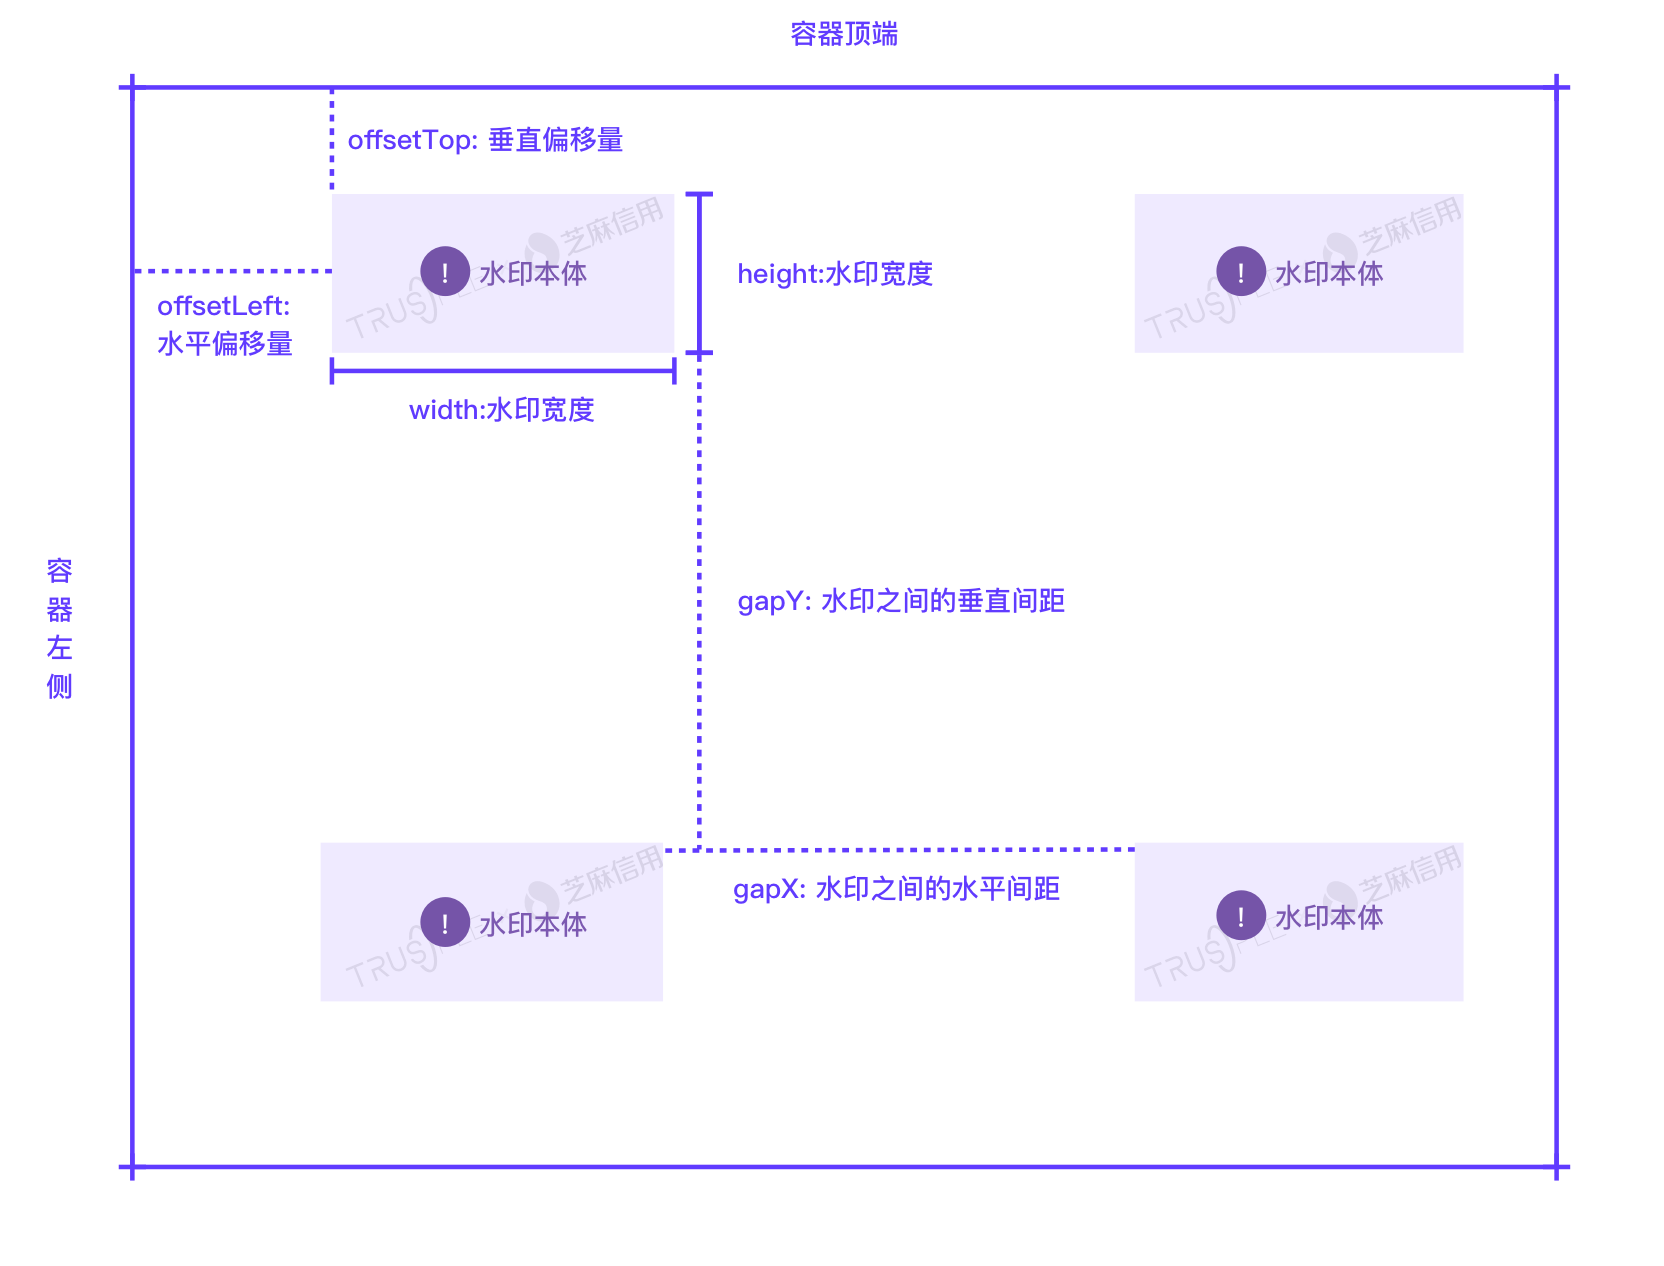 容器顶端
offsetTop: 垂直偏移量
芝麻信用
TRUS
! 水印本体
height:水印宽度
芝麻信用
TRUS
! 水印本体
offsetLeft:
水平偏移量
width:水印宽度
容
器
左
侧
gapY: 水印之间的垂直间距
gapX: 水印之间的水平间距
芝麻信用
TRUS
! 水印本体
芝麻信用
TRUS
! 水印本体